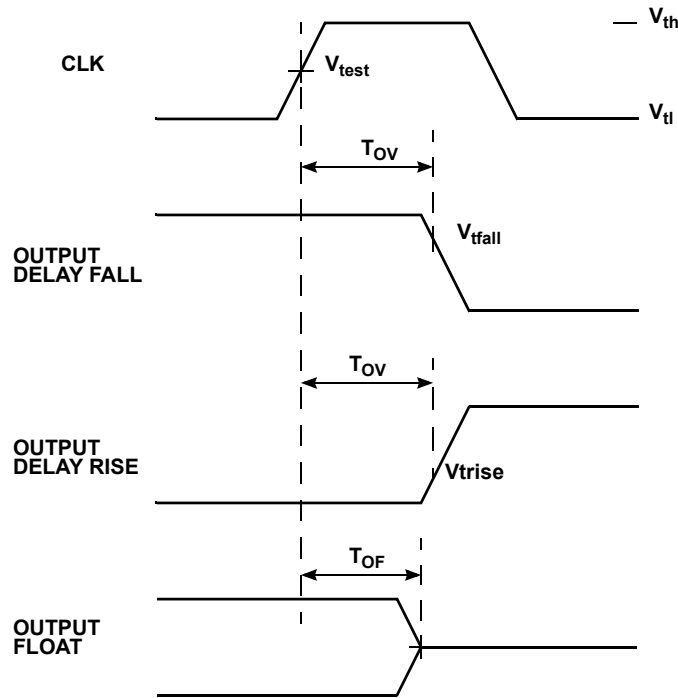 V_th
CLK
V_test
V_tl
T_OV
V_tfall
OUTPUT
DELAY FALL
T_OV
OUTPUT
DELAY RISE
Vtrise
T_OF
OUTPUT
FLOAT